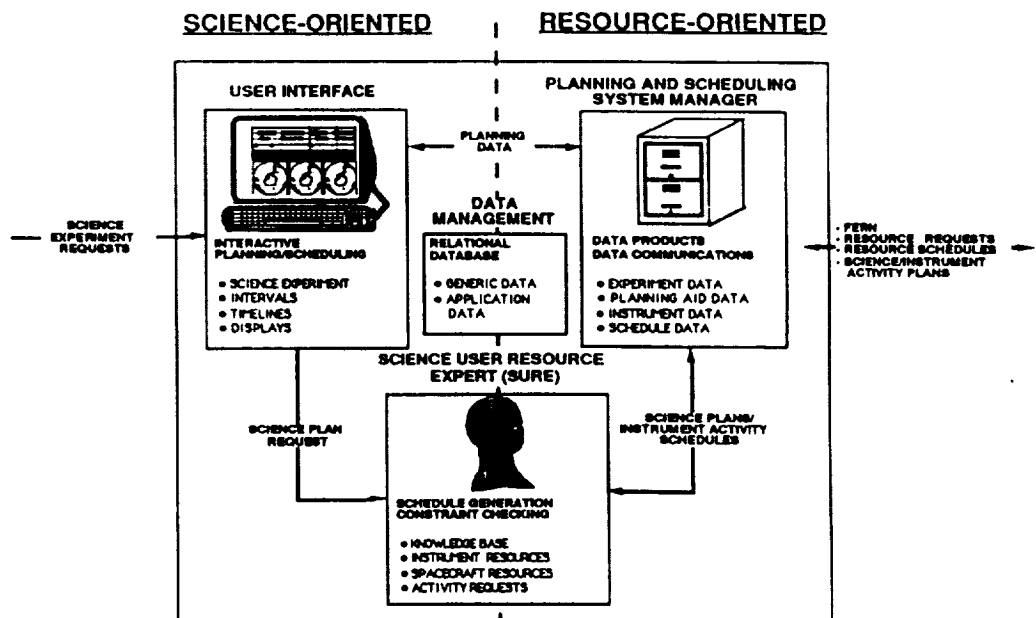 SCIENCE-ORIENTED
RESOURCE-ORIENTED
USER INTERFACE
PLANNING AND SCHEDULING
SYSTEM MANAGER
PLANNING
DATA
SCIENCE
EXPERIMENT
REQUESTS
INTERACTIVE
PLANNING/SCHEDULING
• SCIENCE EXPERIMENT
• INTERVALS
• TIMELINES
• DISPLAYS
DATA
MANAGEMENT
RELATIONAL
DATABASE
• GENERIC DATA
• APPLICATION
DATA
DATA PRODUCTS
DATA COMMUNICATIONS
• EXPERIMENT DATA
• PLANNING AID DATA
• INSTRUMENT DATA
• SCHEDULE DATA
- FERN
- RESOURCE REQUESTS
- RESOURCE SCHEDULES
- SCIENCE/INSTRUMENT
ACTIVITY PLANS
SCIENCE USER RESOURCE
EXPERT (SURE)
SCIENCE PLAN
REQUEST
SCIENCE PLANS/
INSTRUMENT ACTIVITY
SCHEDULES
SCHEDULE GENERATION
CONSTRAINT CHECKING
• KNOWLEDGE BASE
• INSTRUMENT RESOURCES
• SPACECRAFT RESOURCES
• ACTIVITY REQUESTS